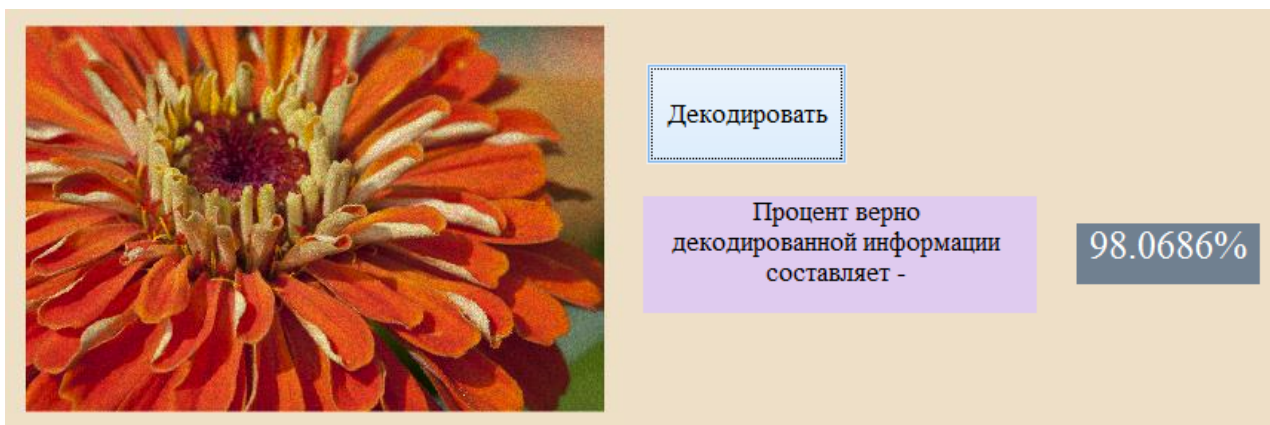 Декодировать
Процент верно
декодированной информации
составляет -
98.0686%